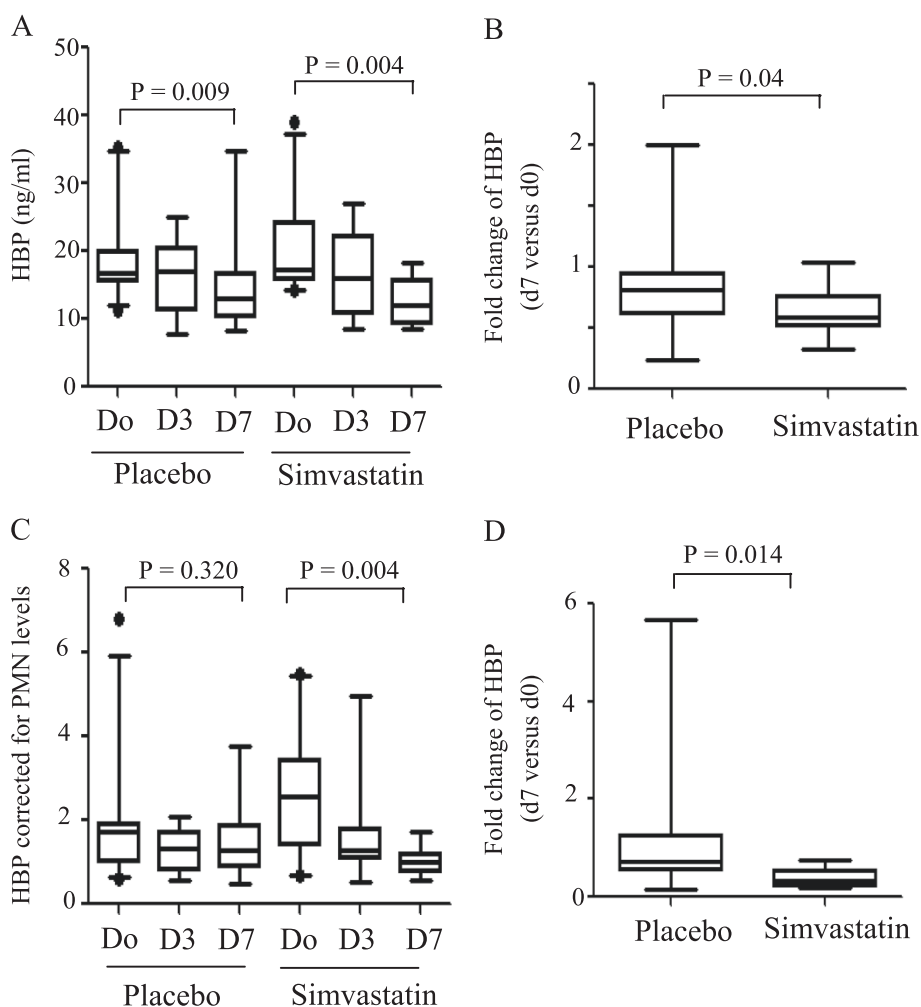 A
HBP (ng/ml)
50
40
30
20
10
0
P = 0.009
P = 0.004
Do D3 D7 Do D3 D7
Placebo Simvastatin
B
Fold change of HBP
(d7 versus d0)
2
1
0
P = 0.04
Placebo Simvastatin
C
HBP corrected for PMN levels
8
6
4
2
0
P = 0.320
P = 0.004
Do D3 D7 Do D3 D7
Placebo Simvastatin
D
Fold change of HBP
(d7 versus d0)
6
4
2
0
P = 0.014
Placebo Simvastatin